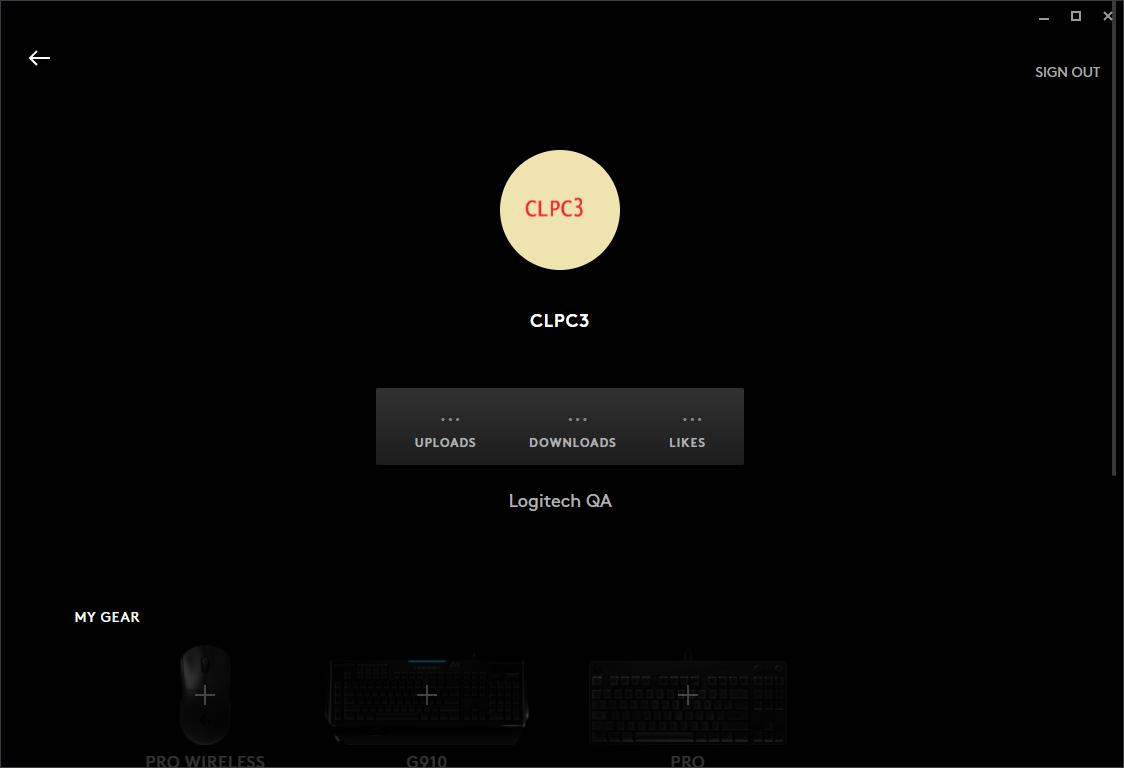 SIGN OUT
CLPC3
CLPC3
... ... ...
UPLOADS DOWNLOADS LIKES
Logitech QA
MY GEAR
PRO WIRELESS G910 PRO